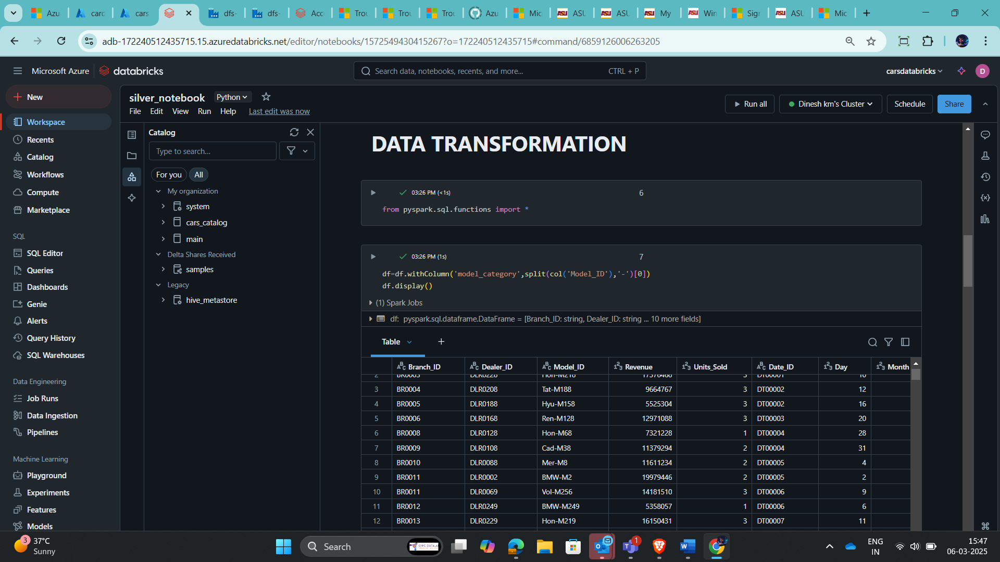 Azu
card
cars
dfs-
dfs-
Acc
Trou
Trou
Trou
Azu
Mic
ASU
ASU
My
Win
Sign
ASU
Mic
adb-172240512435715.15.azuredatabricks.net/editor/notebooks/1572549430415267?o=172240512435715#command/6859126006263205
Microsoft Azure
databricks
Search data, notebooks, recents, and more...
CTRL + P
carsdatabricks
D
New
Workspace
Recents
Catalog
Workflows
Compute
Marketplace
SQL
SQL Editor
Queries
Dashboards
Genie
Alerts
Query History
SQL Warehouses
Data Engineering
Job Runs
Data Ingestion
Pipelines
Machine Learning
Playground
Experiments
Features
Models
silver_notebook
Python
File Edit View Run Help Last edit was now
Run all
Dinesh km's Cluster
Schedule
Share
Catalog
Type to search...
For you
All
My organization
system
cars_catalog
main
Delta Shares Received
samples
Legacy
hive_metastore
DATA TRANSFORMATION
03:26 PM (<1s)
6
from pyspark.sql.functions import *
03:26 PM (1s)
7
df=df.withColumn('model_category',split(col('Model_ID'),'-')[0])
df.display()
(1) Spark Jobs
df: pyspark.sql.dataframe.DataFrame = [Branch_ID: string, Dealer_ID: string ... 10 more fields]
Table
Branch_ID Dealer_ID Model_ID Revenue Units_Sold Date_ID Day Month
2 BR0003 DLR0228 Hon-M218 17376468 3 DT00001 10
3 BR0004 DLR0208 Tat-M188 9664767 3 DT00002 12
4 BR0005 DLR0188 Hyu-M158 5525304 3 DT00002 16
5 BR0006 DLR0168 Ren-M128 12971088 3 DT00003 20
6 BR0008 DLR0128 Hon-M68 7321228 1 DT00004 28
7 BR0009 DLR0108 Cad-M38 11379294 2 DT00004 31
8 BR0010 DLR0088 Mer-M8 11611234 2 DT00005 4
9 BR0011 DLR0002 BMW-M2 19979446 2 DT00005 2
10 BR0011 DLR0069 Vol-M256 14181510 3 DT00006 9
11 BR0012 DLR0249 BMW-M249 5358057 1 DT00006 6
12 BR0013 DLR0229 Hon-M219 16150431 3 DT00007 11
3
37°C
Sunny
Search
1
ENG
IN
15:47
06-03-2025